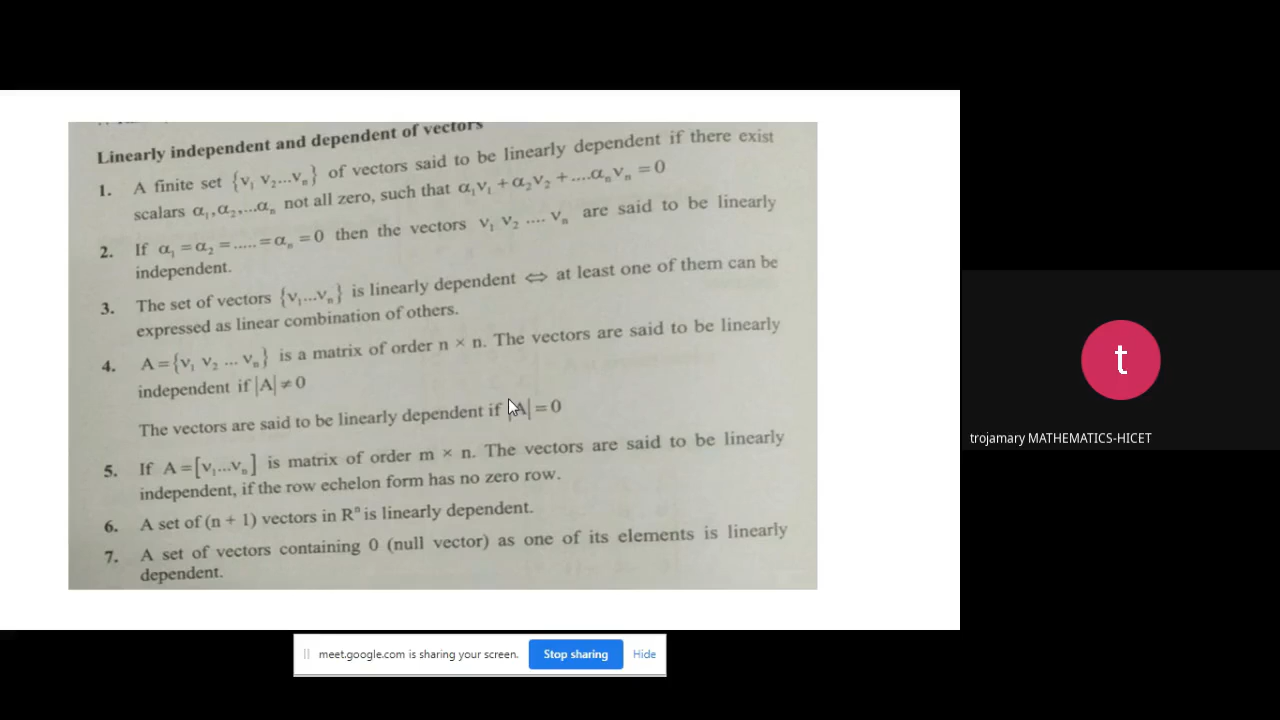 Linearly independent and dependent of vectors
1. A finite set {v₁ v₂...vₙ} of vectors said to be linearly dependent if there exist
scalars α₁,α₂,...αₙ not all zero, such that α₁v₁ + α₂v₂ + ....αₙvₙ = 0
2. If α₁ = α₂ = ..... = αₙ = 0 then the vectors v₁ v₂ .... vₙ are said to be linearly
independent.
3. The set of vectors {v₁...vₙ} is linearly dependent ⇔ at least one of them can be
expressed as linear combination of others.
4. A = {v₁ v₂ ... vₙ} is a matrix of order n × n. The vectors are said to be linearly
independent if |A| ≠ 0
The vectors are said to be linearly dependent if |A| = 0
5. If A = [v₁...vₙ] is matrix of order m × n. The vectors are said to be linearly
independent, if the row echelon form has no zero row.
6. A set of (n + 1) vectors in Rⁿ is linearly dependent.
7. A set of vectors containing 0 (null vector) as one of its elements is linearly
dependent.
t
trojamary MATHEMATICS-HICET
meet.google.com is sharing your screen.
Stop sharing
Hide